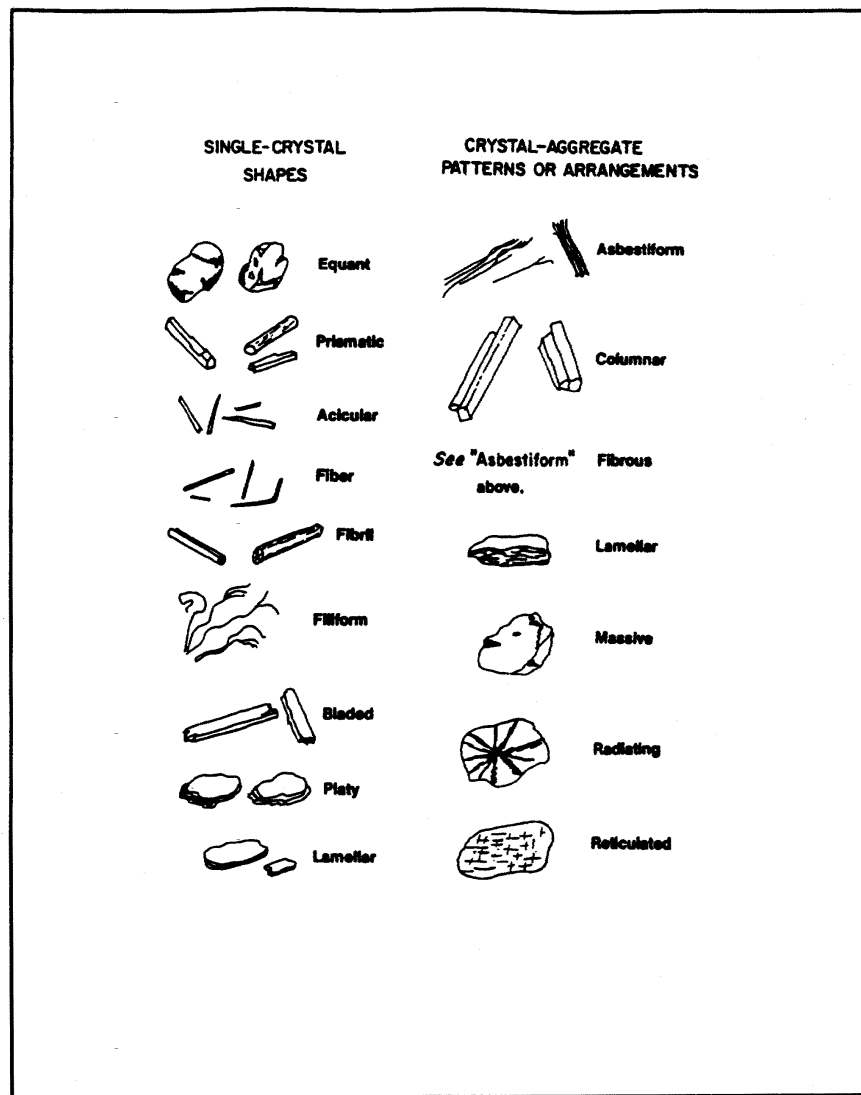 SINGLE-CRYSTAL
SHAPES
Equant
Prismatic
Acicular
Fiber
Fibril
Filiform
Bladed
Platy
Lamellar
CRYSTAL-AGGREGATE
PATTERNS OR ARRANGEMENTS
Asbestiform
Columnar
See "Asbestiform" Fibrous
above.
Lamellar
Massive
Radiating
Reticulated